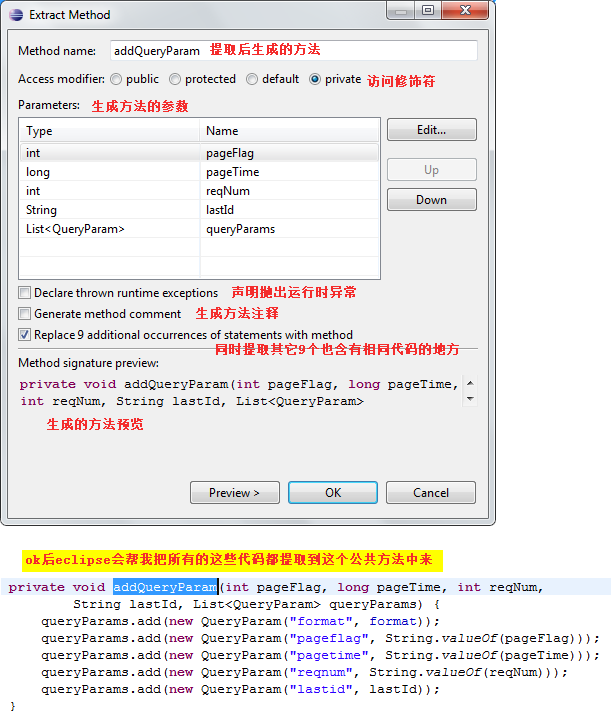 Extract Method
Method name: addQueryParam 提取后生成的方法
Access modifier: public protected default private 访问修饰符
Parameters: 生成方法的参数
Type Name Edit...
int pageFlag
long pageTime Up
int reqNum
String lastId Down
List<QueryParam> queryParams
Declare thrown runtime exceptions 声明抛出运行时异常
Generate method comment 生成方法注释
Replace 9 additional occurrences of statements with method
同时提取其它9个也含有相同代码的地方
Method signature preview:
private void addQueryParam(int pageFlag, long pageTime,
int reqNum, String lastId, List<QueryParam>
生成的方法预览
Preview > OK Cancel
ok后eclipse会帮我把所有的这些代码都提取到这个公共方法中来
private void addQueryParam(int pageFlag, long pageTime, int reqNum,
String lastId, List<QueryParam> queryParams) {
queryParams.add(new QueryParam("format", format));
queryParams.add(new QueryParam("pageflag", String.valueOf(pageFlag)));
queryParams.add(new QueryParam("pagetime", String.valueOf(pageTime)));
queryParams.add(new QueryParam("reqnum", String.valueOf(reqNum)));
queryParams.add(new QueryParam("lastid", lastId));
}